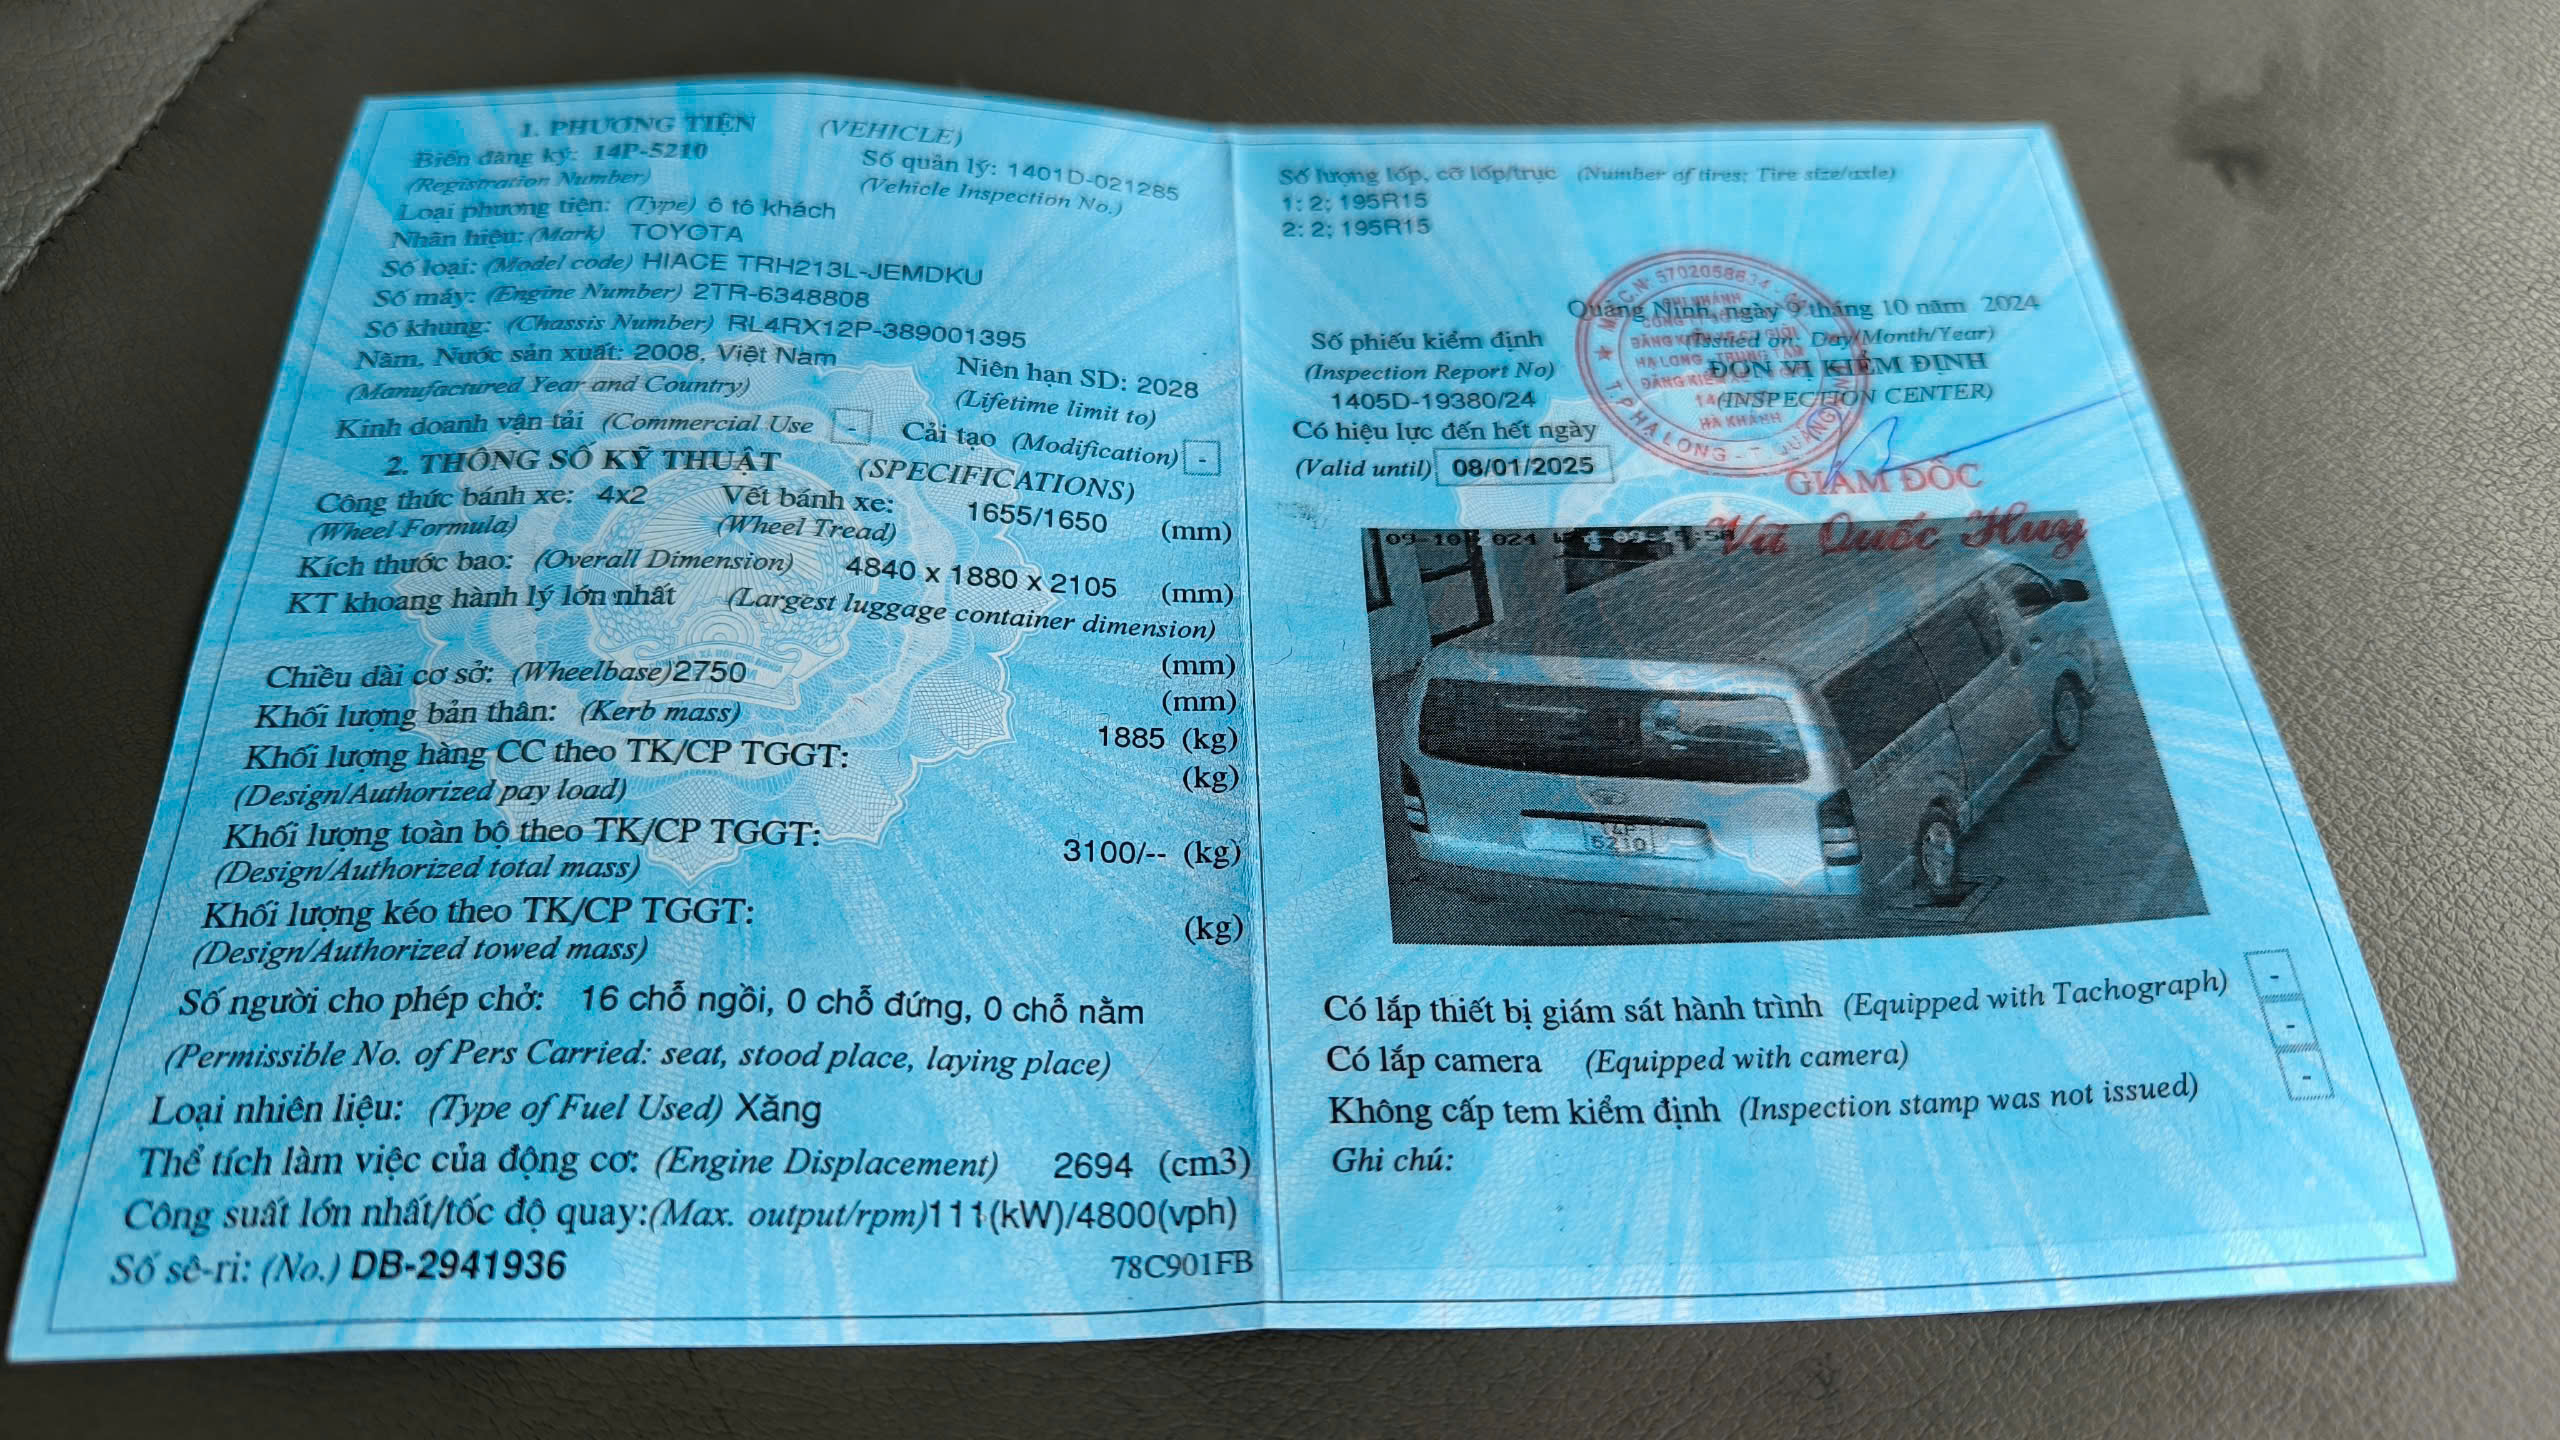 1. PHƯƠNG TIỆN (VEHICLE)
Biển đăng ký: 14P-5210 Số quản lý: 1401D-021285
(Registration Number) (Vehicle Inspection No.)
Loại phương tiện: (Type) ô tô khách
Nhãn hiệu: (Mark) TOYOTA
Số loại: (Model code) HIACE TRH213L-JEMDKU
Số máy: (Engine Number) 2TR-6348808
Số khung: (Chassis Number) RL4RX12P-389001395
Năm, Nước sản xuất: 2008, Việt Nam Niên hạn SD: 2028
(Manufactured Year and Country) (Lifetime limit to)
Kinh doanh vận tải (Commercial Use - Cải tạo (Modification) -
2. THÔNG SỐ KỸ THUẬT (SPECIFICATIONS)
Công thức bánh xe: 4x2 Vết bánh xe: 1655/1650 (mm)
(Wheel Formula) (Wheel Tread)
Kích thước bao: (Overall Dimension) 4840 x 1880 x 2105 (mm)
KT khoang hành lý lớn nhất (Largest luggage container dimension)
(mm)
Chiều dài cơ sở: (Wheelbase)2750 (mm)
Khối lượng bản thân: (Kerb mass) 1885 (kg)
Khối lượng hàng CC theo TK/CP TGGT: (kg)
(Design/Authorized pay load)
Khối lượng toàn bộ theo TK/CP TGGT: 3100/-- (kg)
(Design/Authorized total mass)
Khối lượng kéo theo TK/CP TGGT: (kg)
(Design/Authorized towed mass)
Số người cho phép chở: 16 chỗ ngồi, 0 chỗ đứng, 0 chỗ nằm
(Permissible No. of Pers Carried: seat, stood place, laying place)
Loại nhiên liệu: (Type of Fuel Used) Xăng
Thể tích làm việc của động cơ: (Engine Displacement) 2694 (cm3)
Công suất lớn nhất/tốc độ quay:(Max. output/rpm)111(kW)/4800(vph)
Số sê-ri: (No.) DB-2941936 78C901FB
Số lượng lốp, cỡ lốp/trục (Number of tires; Tire size/axle)
1: 2; 195R15
2: 2; 195R15
Quảng Ninh, ngày 9 tháng 10 năm 2024
(Issued on: Day/Month/Year)
ĐƠN VỊ KIỂM ĐỊNH
(INSPECTION CENTER)
Số phiếu kiểm định
(Inspection Report No)
1405D-19380/24
Có hiệu lực đến hết ngày
(Valid until) 08/01/2025
CHI NHÁNH
HẠ LONG - TRUNG TÂM
HÀ KHÁNH
T.P HẠ LONG - T. QUẢNG NINH
GIÁM ĐỐC
Vũ Quốc Huy
14P
5210
Có lắp thiết bị giám sát hành trình (Equipped with Tachograph) -
Có lắp camera (Equipped with camera) -
Không cấp tem kiểm định (Inspection stamp was not issued) -
Ghi chú: